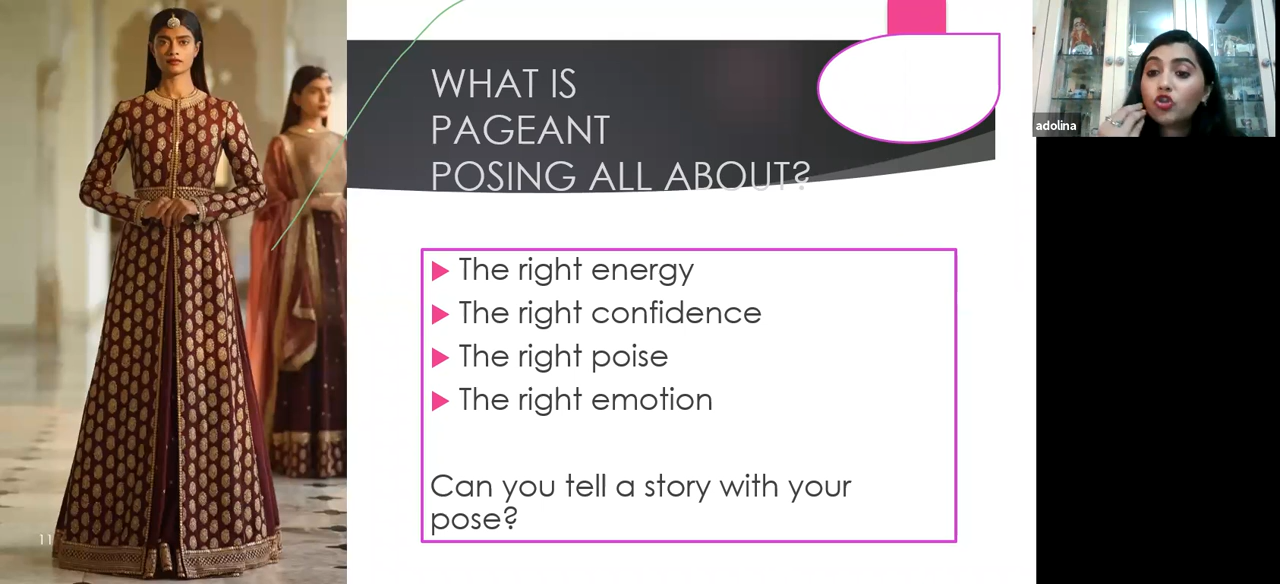 WHAT IS
PAGEANT
POSING ALL ABOUT?
adolina
The right energy
The right confidence
The right poise
The right emotion
Can you tell a story with your
pose?
11